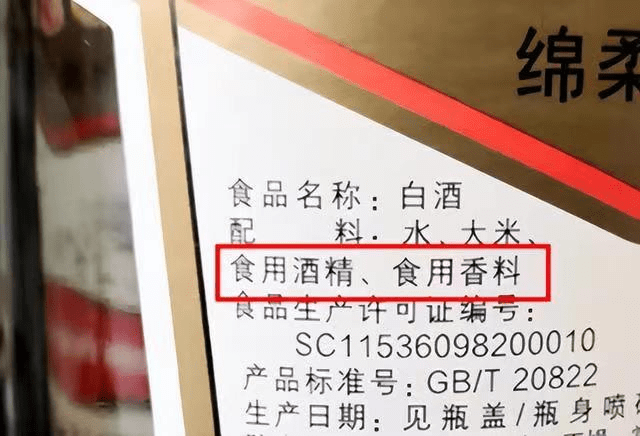 绵柔
食品名称：白酒
配 料：水、大米、
食用酒精、食用香料
食品生产许可证编号：
SC11536098200010
产品标准号：GB/T 20822
生产日期：见瓶盖/瓶身喷码